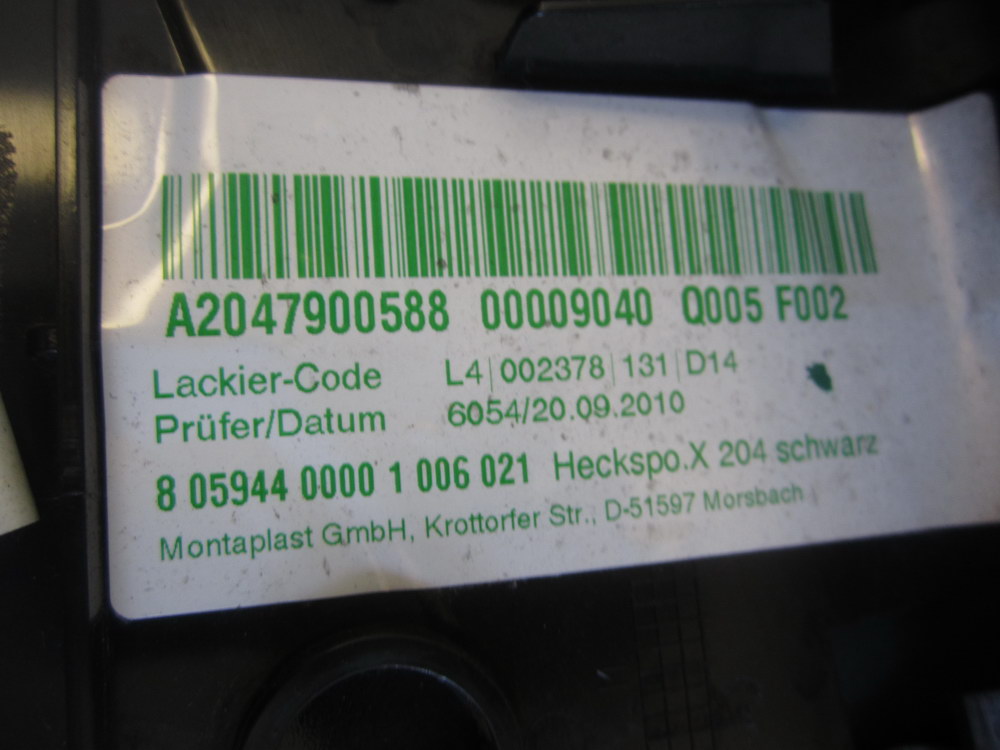 A2047900588 00009040 Q005 F002
Lackier-Code L4|002378|131|D14
Prüfer/Datum 6054/20.09.2010
8 05944 0000 1 006 021 Heckspo.X 204 schwarz
Montaplast GmbH, Krottorfer Str., D-51597 Morsbach